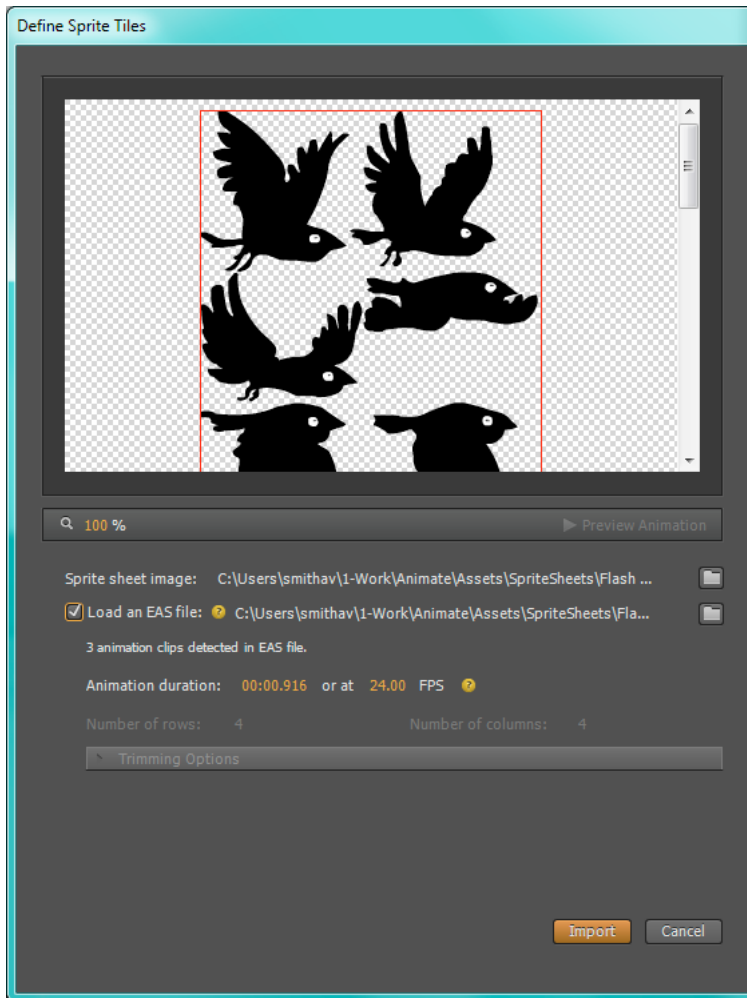 Define Sprite Tiles
100 %
Preview Animation
Sprite sheet image: C:\Users\smithav\1-Work\Animate\Assets\SpriteSheets\Flash ...
Load an EAS file: ? C:\Users\smithav\1-Work\Animate\Assets\SpriteSheets\Fla...
3 animation clips detected in EAS file.
Animation duration: 00:00.916 or at 24.00 FPS ?
Number of rows: 4 Number of columns: 4
Trimming Options
Import Cancel